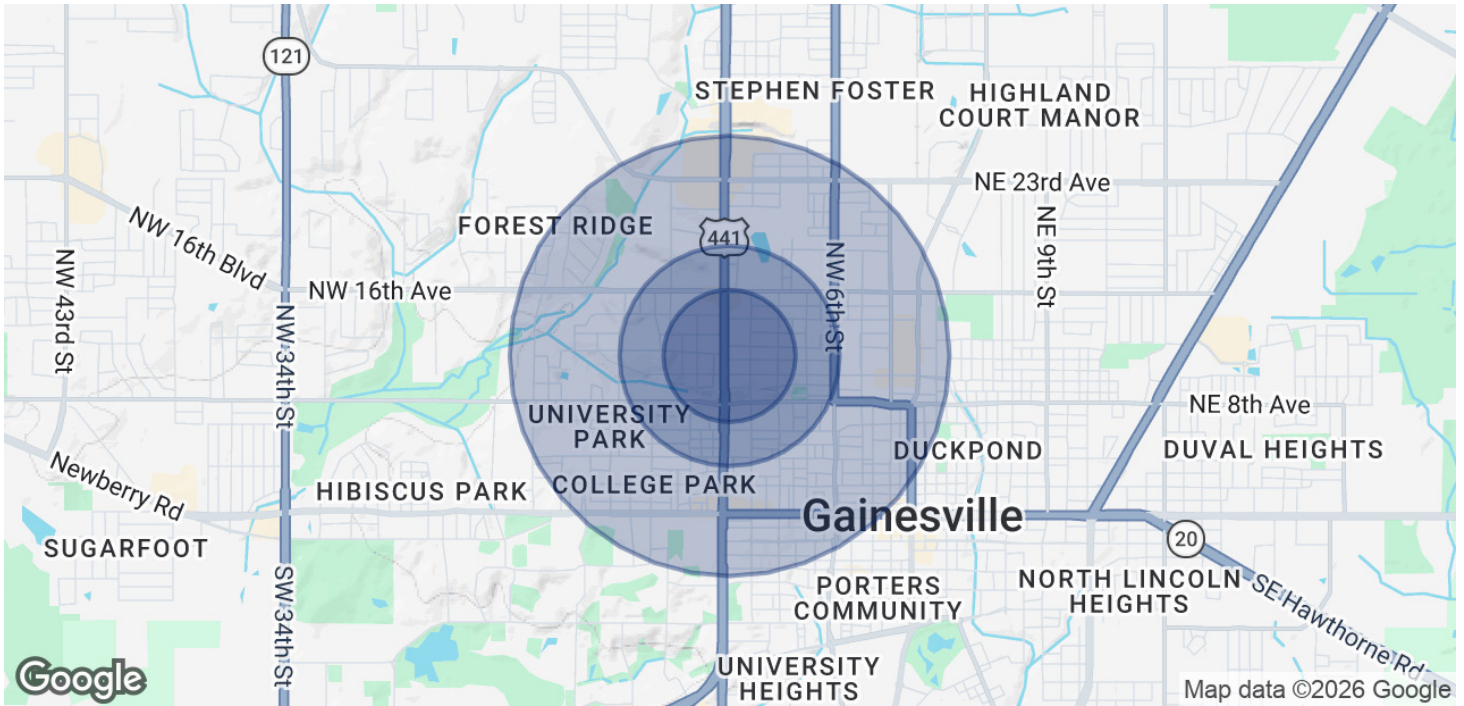 121
STEPHEN FOSTER
HIGHLAND
COURT MANOR
NE 23rd Ave
NW 16th Blvd
FOREST RIDGE
441
NE 9th St
NW 43rd St
NW 16th Ave
NW 6th St
NW 34th St
UNIVERSITY
PARK
NE 8th Ave
DUCKPOND
DUVAL HEIGHTS
Newberry Rd
HIBISCUS PARK
COLLEGE PARK
Gainesville
SUGARFOOT
20
PORTERS
COMMUNITY
NORTH LINCOLN
HEIGHTS
SE Hawthorne Rd
SW 34th St
UNIVERSITY
HEIGHTS
Google
Map data ©2026 Google